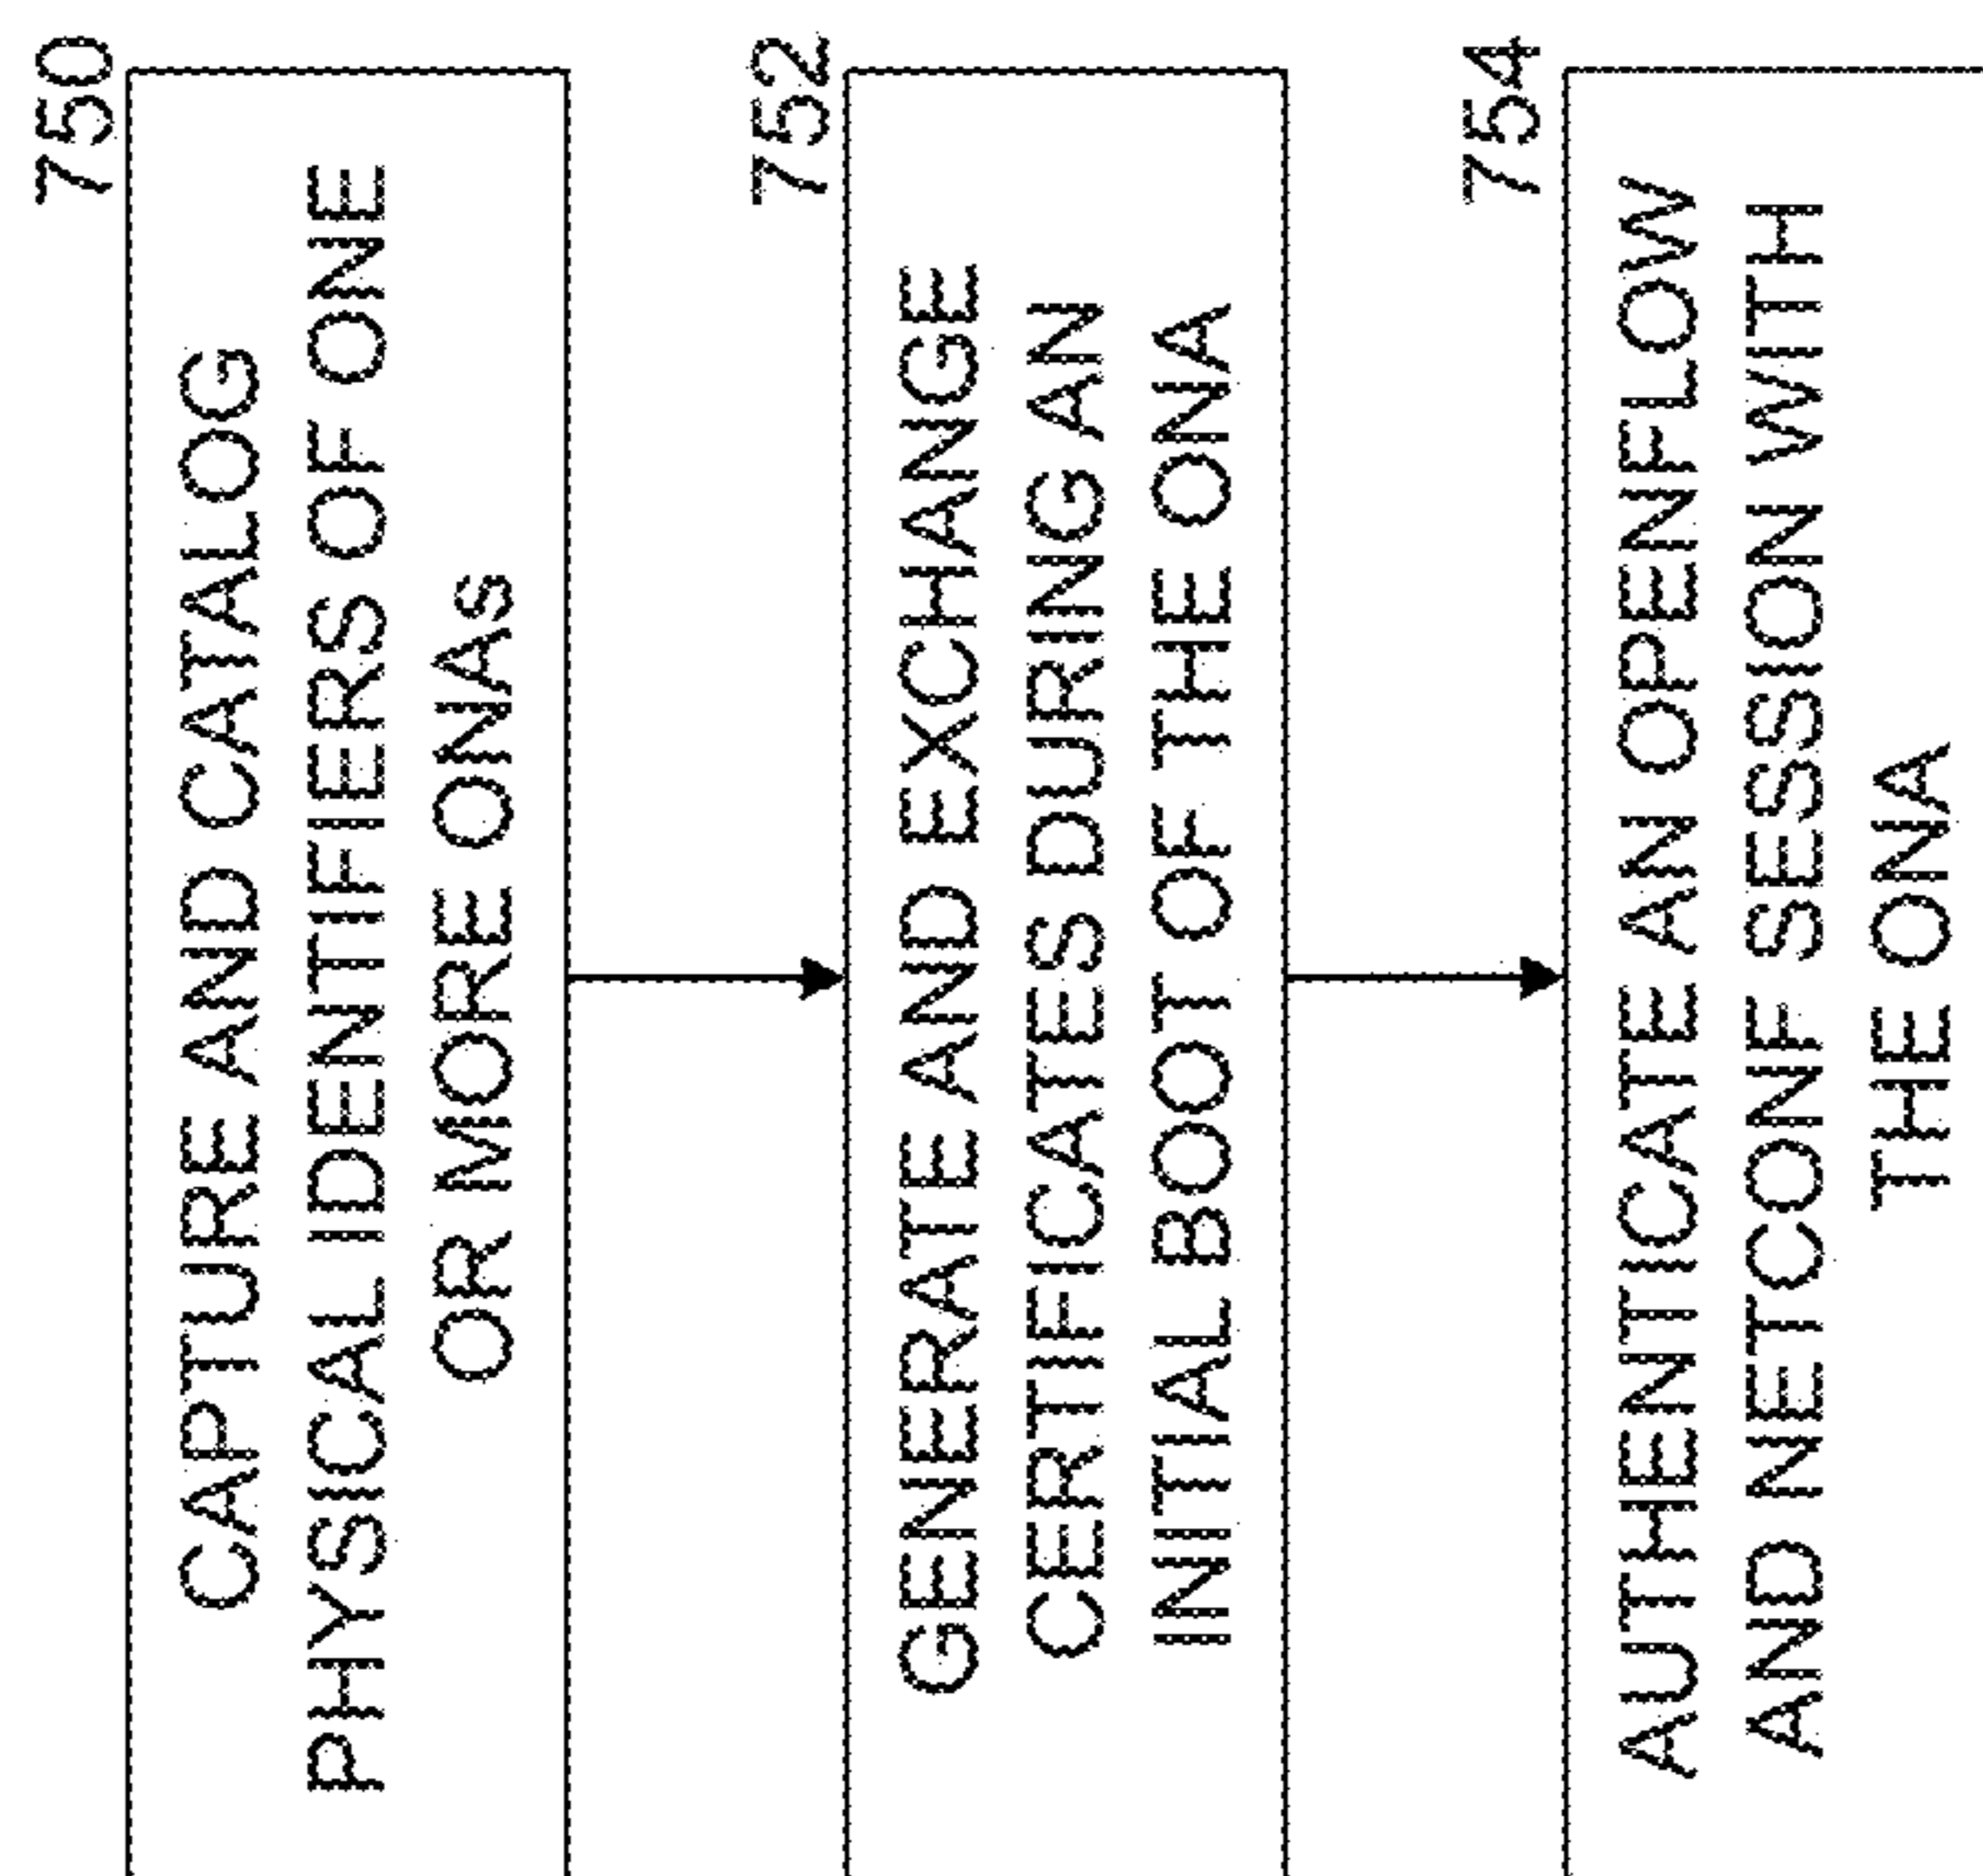 750
CAPTURE AND CATALOG
PHYSICAL IDENTIFIERS OF ONE
OR MORE ONAs
752
GENERATE AND EXCHANGE
CERTIFICATES DURING AN
INITIAL BOOT OF THE ONA
754
AUTHENTICATE AN OPENFLOW
AND NETCONF SESSION WITH
THE ONA